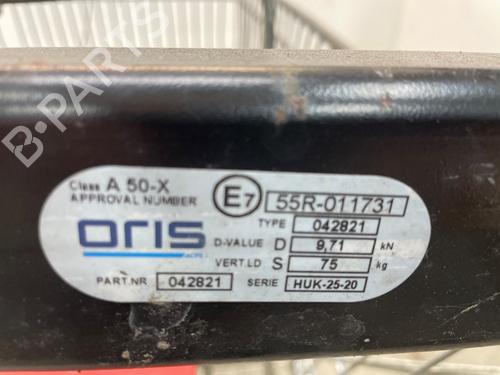 B-PARTS
Class A 50-X
APPROVAL NUMBER
E7
55R-011731
TYPE 042821
ORIS
ACPS
D-VALUE D 9,71 kN
VERT.LD S 75 kg
PART.NR 042821
SERIE HUK-25-20